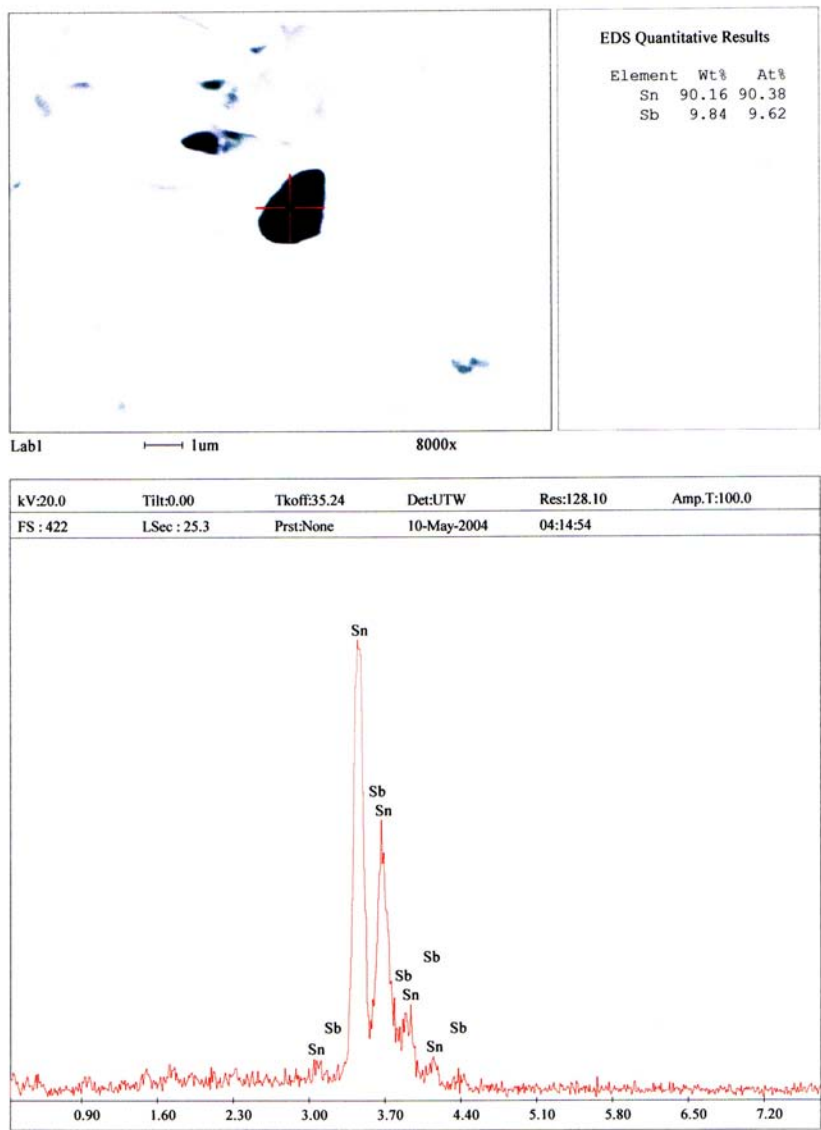 EDS Quantitative Results
Element Wt% At%
Sn 90.16 90.38
Sb 9.84 9.62
Lab1 1um 8000x
kV:20.0 Tilt:0.00 Tkoff:35.24 Det:UTW Res:128.10 Amp.T:100.0
FS : 422 LSec : 25.3 Prst:None 10-May-2004 04:14:54
Sn
Sb
Sn
Sb
Sb
Sn
Sb
Sb
Sn
Sn
0.90 1.60 2.30 3.00 3.70 4.40 5.10 5.80 6.50 7.20